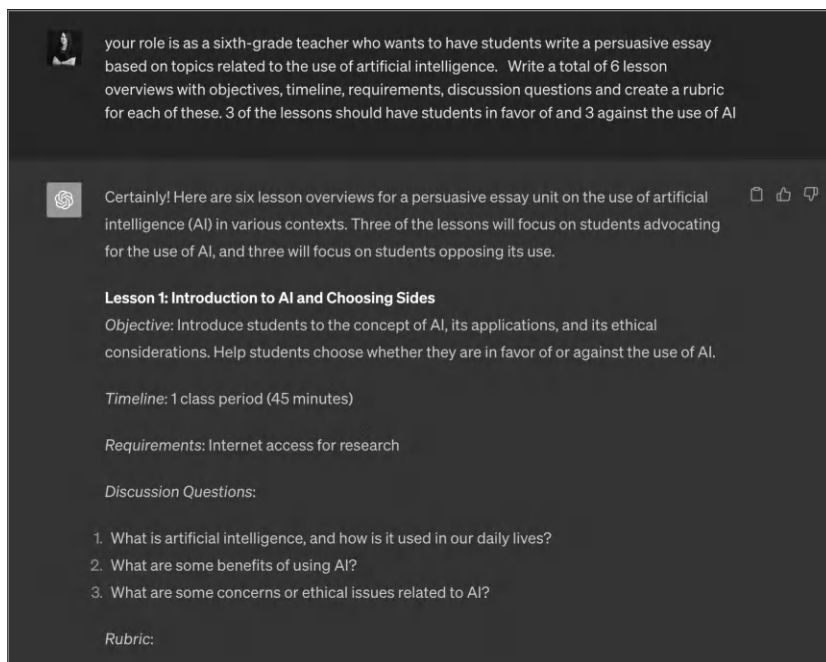 your role is as a sixth-grade teacher who wants to have students write a persuasive essay
based on topics related to the use of artificial intelligence.   Write a total of 6 lesson
overviews with objectives, timeline, requirements, discussion questions and create a rubric
for each of these. 3 of the lessons should have students in favor of and 3 against the use of AI
Certainly! Here are six lesson overviews for a persuasive essay unit on the use of artificial
intelligence (AI) in various contexts. Three of the lessons will focus on students advocating
for the use of AI, and three will focus on students opposing its use.
Lesson 1: Introduction to AI and Choosing Sides
Objective: Introduce students to the concept of AI, its applications, and its ethical
considerations. Help students choose whether they are in favor of or against the use of AI.
Timeline: 1 class period (45 minutes)
Requirements: Internet access for research
Discussion Questions:
1. What is artificial intelligence, and how is it used in our daily lives?
2. What are some benefits of using AI?
3. What are some concerns or ethical issues related to AI?
Rubric: